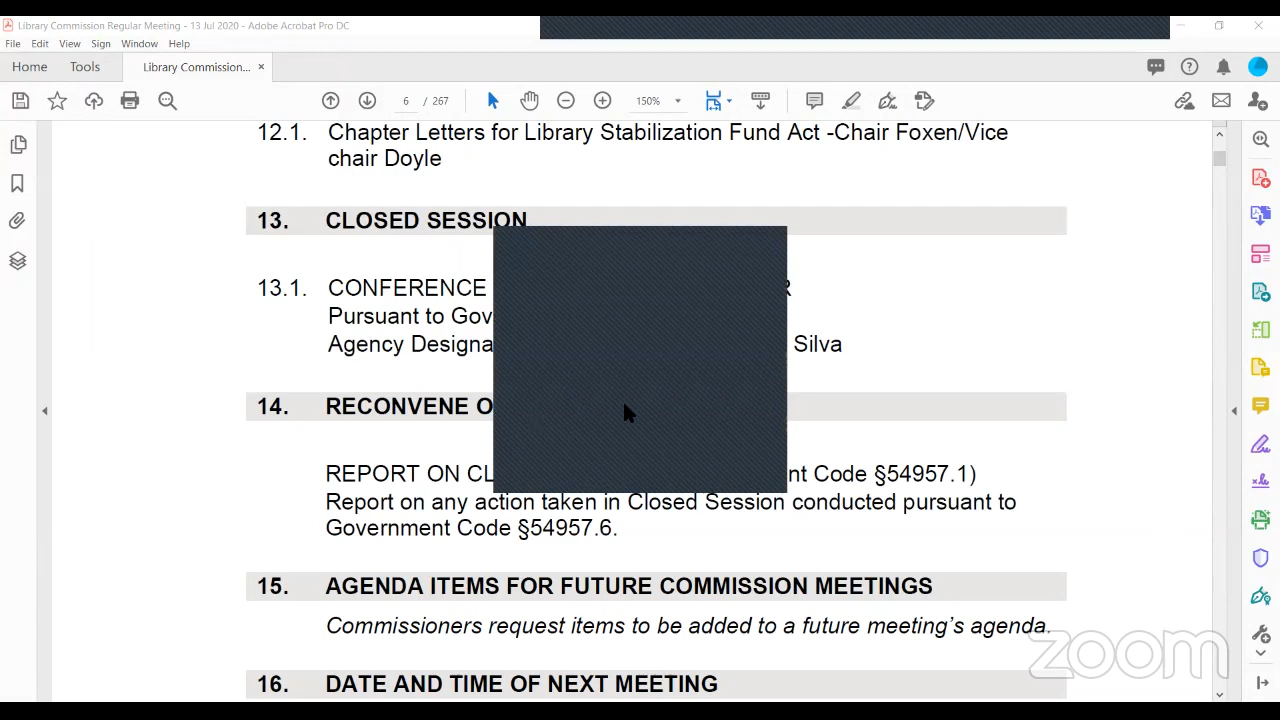 Library Commission Regular Meeting - 13 Jul 2020 - Adobe Acrobat Pro DC
File Edit View Sign Window Help
Home Tools Library Commission... ×
6 / 267 150%
12.1. Chapter Letters for Library Stabilization Fund Act -Chair Foxen/Vice
chair Doyle
13. CLOSED SESSION
13.1. CONFERENCE R
Pursuant to Gov
Agency Designa Silva
14. RECONVENE O
REPORT ON CL nt Code §54957.1)
Report on any action taken in Closed Session conducted pursuant to
Government Code §54957.6.
15. AGENDA ITEMS FOR FUTURE COMMISSION MEETINGS
Commissioners request items to be added to a future meeting’s agenda.
zoom
16. DATE AND TIME OF NEXT MEETING